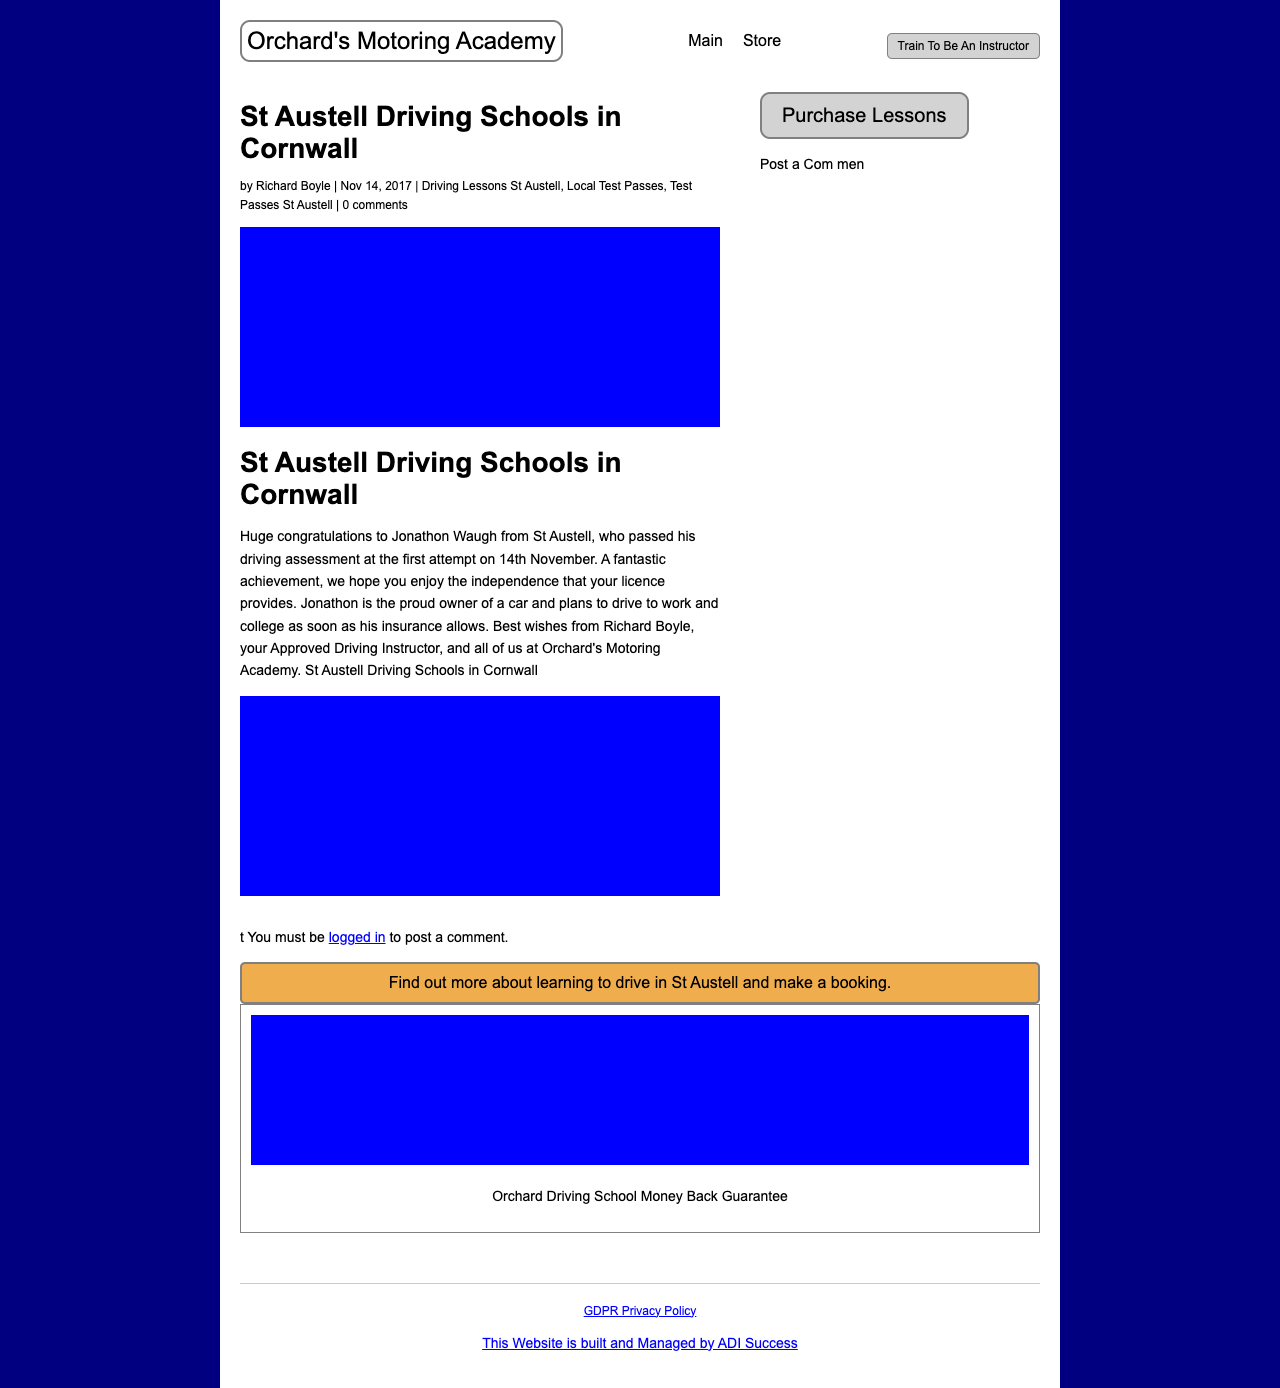 Orchard's Motoring Academy
Main
Store
Train To Be An Instructor
St Austell Driving Schools in
Cornwall
by Richard Boyle | Nov 14, 2017 | Driving Lessons St Austell, Local Test Passes, Test
Passes St Austell | 0 comments
Purchase Lessons
Post a Com men
St Austell Driving Schools in
Cornwall
Huge congratulations to Jonathon Waugh from St Austell, who passed his
driving assessment at the first attempt on 14th November. A fantastic
achievement, we hope you enjoy the independence that your licence
provides. Jonathon is the proud owner of a car and plans to drive to work and
college as soon as his insurance allows. Best wishes from Richard Boyle,
your Approved Driving Instructor, and all of us at Orchard's Motoring
Academy. St Austell Driving Schools in Cornwall
t You must be logged in to post a comment.
Find out more about learning to drive in St Austell and make a booking.
Orchard Driving School Money Back Guarantee
GDPR Privacy Policy
This Website is built and Managed by ADI Success